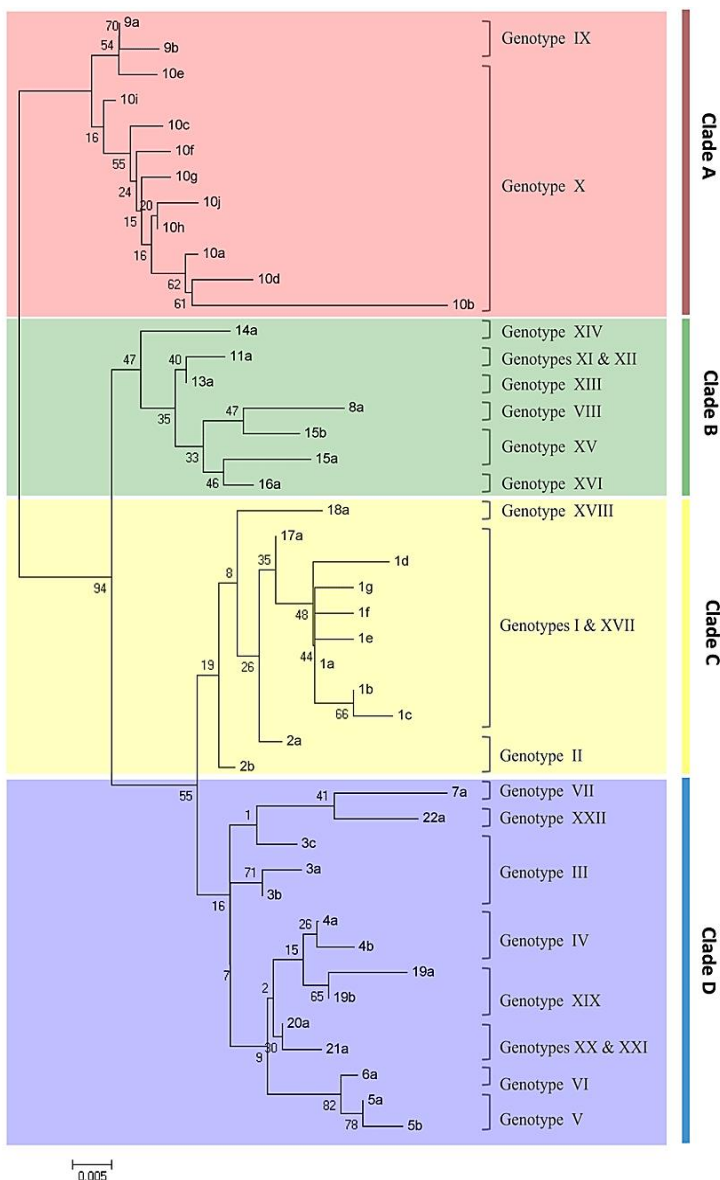 70
9a
Genotype IX
54
9b
10e
10i
16
10c
55
10f
10g
24
20
10j
15
10h
16
10a
62
10d
61
10b
Genotype X
Clade A
14a
Genotype XIV
47
40
11a
Genotypes XI & XII
13a
Genotype XIII
35
47
8a
Genotype VIII
15b
Genotype XV
33
15a
46
16a
Genotype XVI
Clade B
94
18a
Genotype XVIII
17a
35
1d
8
1g
48
1f
1e
Genotypes I & XVII
44
1a
19
26
1b
66
1c
2a
Genotype II
2b
Clade C
55
41
7a
Genotype VII
1
22a
Genotype XXII
3c
71
3a
Genotype III
16
3b
26
4a
15
4b
Genotype IV
7
19a
2
65
19b
Genotype XIX
20a
30
21a
Genotypes XX & XXI
9
6a
Genotype VI
82
5a
Genotype V
78
5b
Clade D
0.005